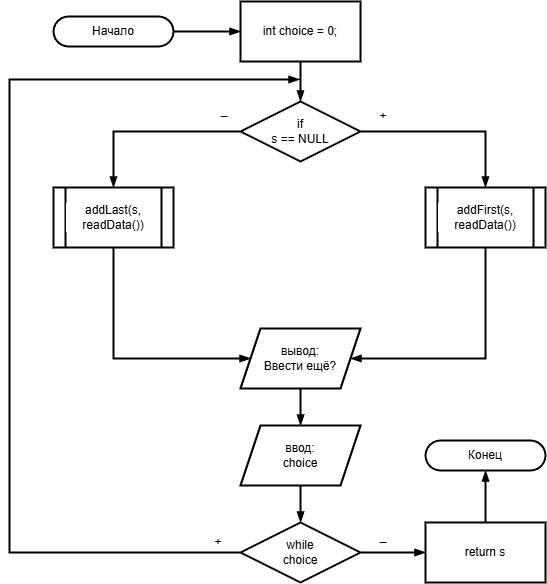 Начало
int choice = 0;
–
if
s == NULL
+
addLast(s,
readData())
addFirst(s,
readData())
вывод:
Ввести ещё?
ввод:
choice
Конец
+
while
choice
–
return s